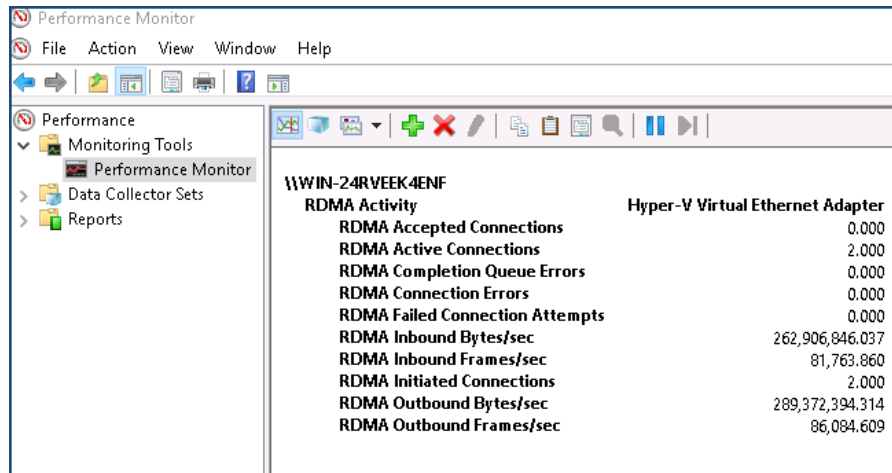 Performance Monitor
File Action View Window Help
Performance
Monitoring Tools
Performance Monitor
Data Collector Sets
Reports
\\WIN-24RVEEK4ENF
RDMA Activity Hyper-V Virtual Ethernet Adapter
RDMA Accepted Connections 0.000
RDMA Active Connections 2.000
RDMA Completion Queue Errors 0.000
RDMA Connection Errors 0.000
RDMA Failed Connection Attempts 0.000
RDMA Inbound Bytes/sec 262,906,846.037
RDMA Inbound Frames/sec 81,763.860
RDMA Initiated Connections 2.000
RDMA Outbound Bytes/sec 289,372,394.314
RDMA Outbound Frames/sec 86,084.609